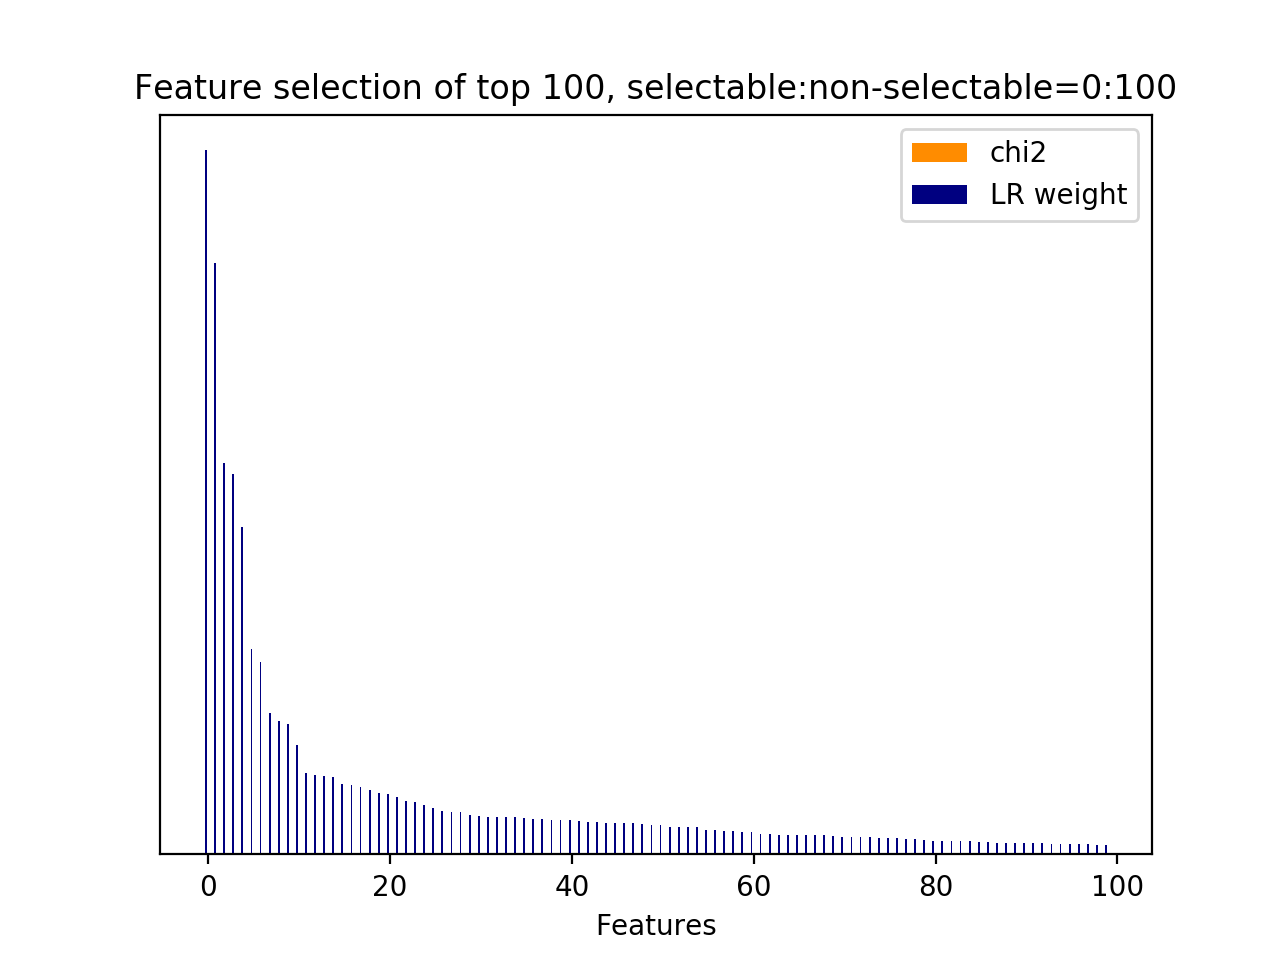 Feature selection of top 100, selectable:non-selectable=0:100
chi2
LR weight
0 20 40 60 80 100
Features